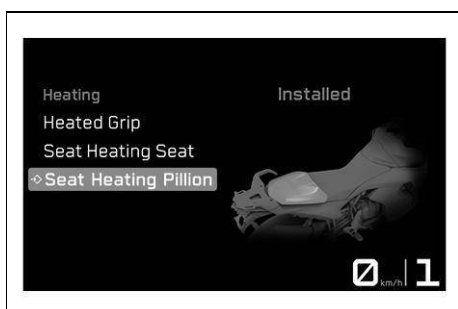 Heating
Installed
Heated Grip
Seat Heating Seat
Seat Heating Pillion
0 km/h 1